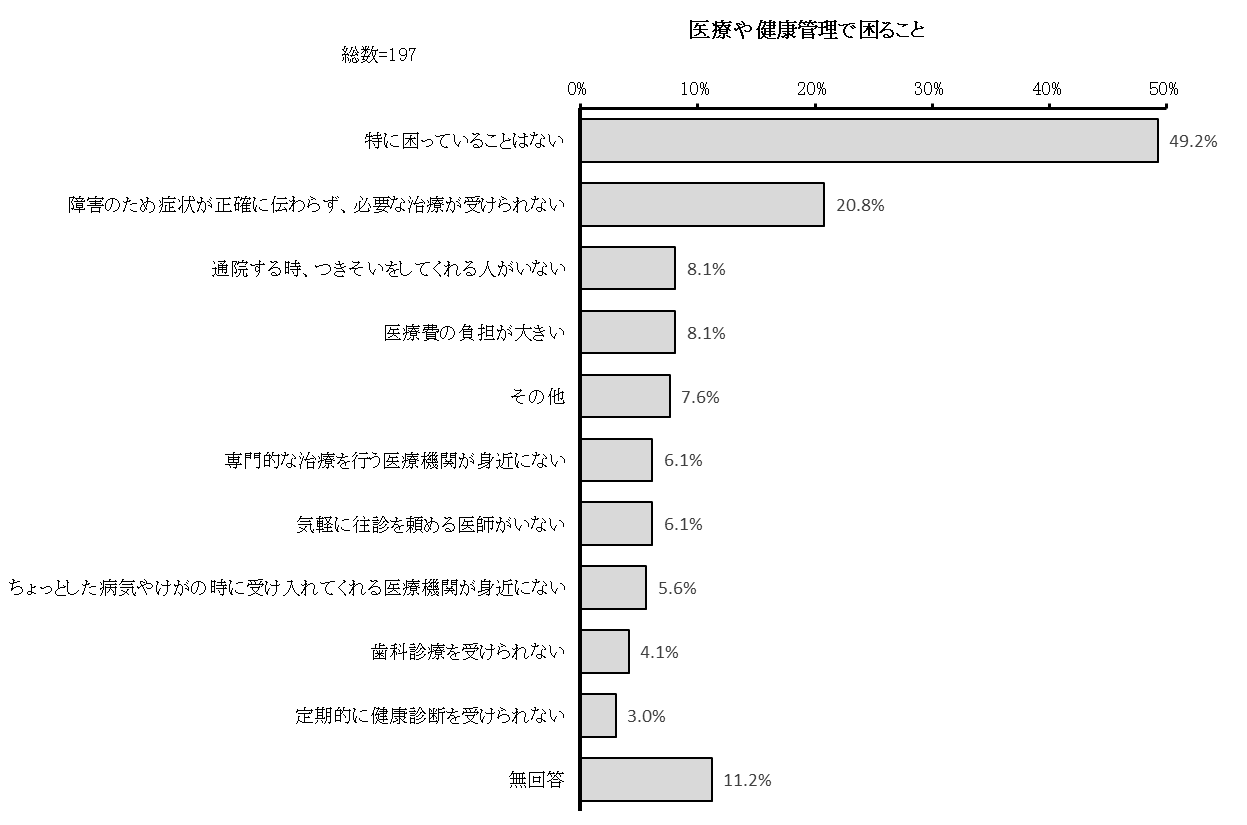 医療や健康管理で困ること
総数=197
0% 10% 20% 30% 40% 50%
特に困っていることはない 49.2%
障害のため症状が正確に伝わらず、必要な治療が受けられない 20.8%
通院する時、つきそいをしてくれる人がいない 8.1%
医療費の負担が大きい 8.1%
その他 7.6%
専門的な治療を行う医療機関が身近にない 6.1%
気軽に往診を頼める医師がいない 6.1%
ちょっとした病気やけがの時に受け入れてくれる医療機関が身近にない 5.6%
歯科診療を受けられない 4.1%
定期的に健康診断を受けられない 3.0%
無回答 11.2%